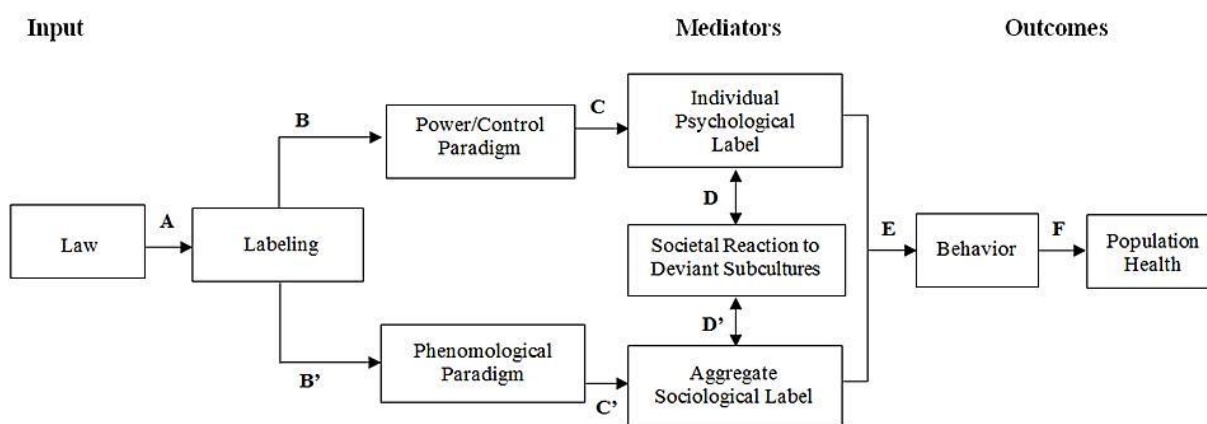 Input
Mediators
Outcomes
B
Power/Control
Paradigm
C
Individual
Psychological
Label
Law
A
Labeling
D
Societal Reaction to
Deviant Subcultures
E
Behavior
F
Population
Health
D’
B’
Phenomological
Paradigm
C’
Aggregate
Sociological Label